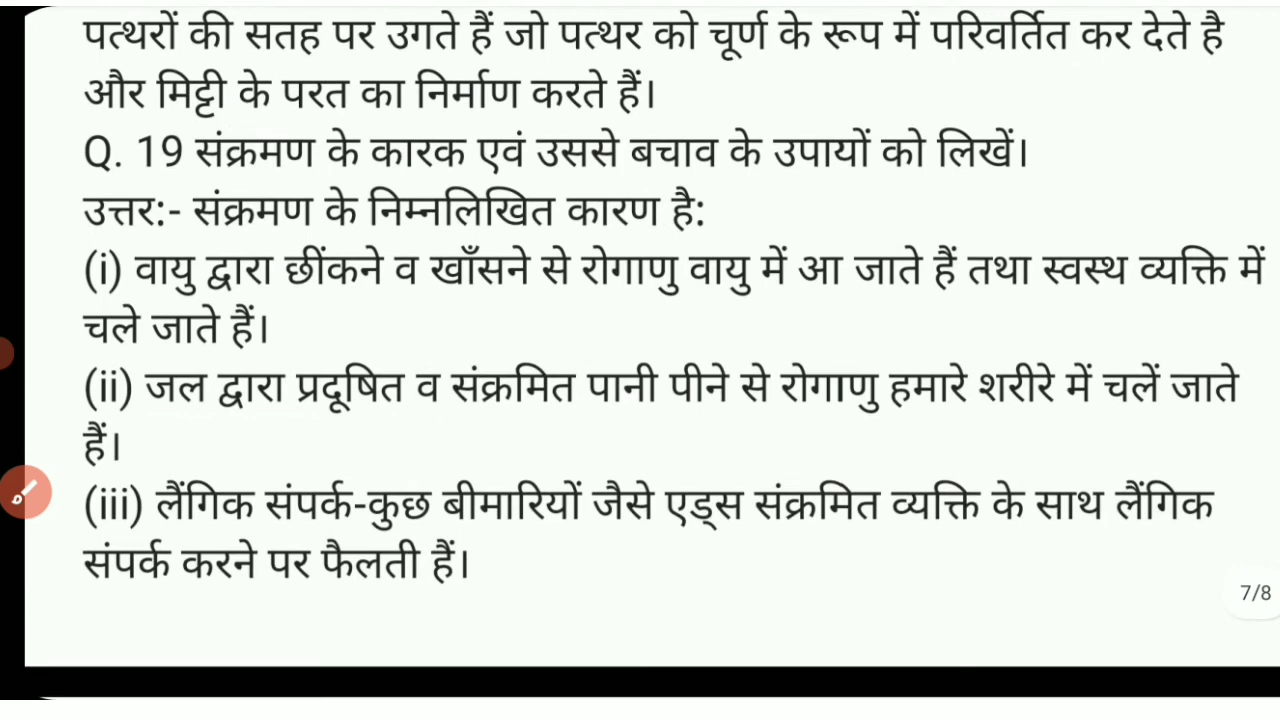 पत्थरों की सतह पर उगते हैं जो पत्थर को चूर्ण के रूप में परिवर्तित कर देते है
और मिट्टी के परत का निर्माण करते हैं।
Q. 19 संक्रमण के कारक एवं उससे बचाव के उपायों को लिखें।
उत्तर:- संक्रमण के निम्नलिखित कारण है:
(i) वायु द्वारा छींकने व खाँसने से रोगाणु वायु में आ जाते हैं तथा स्वस्थ व्यक्ति में
चले जाते हैं।
(ii) जल द्वारा प्रदूषित व संक्रमित पानी पीने से रोगाणु हमारे शरीरे में चलें जाते
हैं।
(iii) लैंगिक संपर्क-कुछ बीमारियों जैसे एड्स संक्रमित व्यक्ति के साथ लैंगिक
संपर्क करने पर फैलती हैं।
7/8